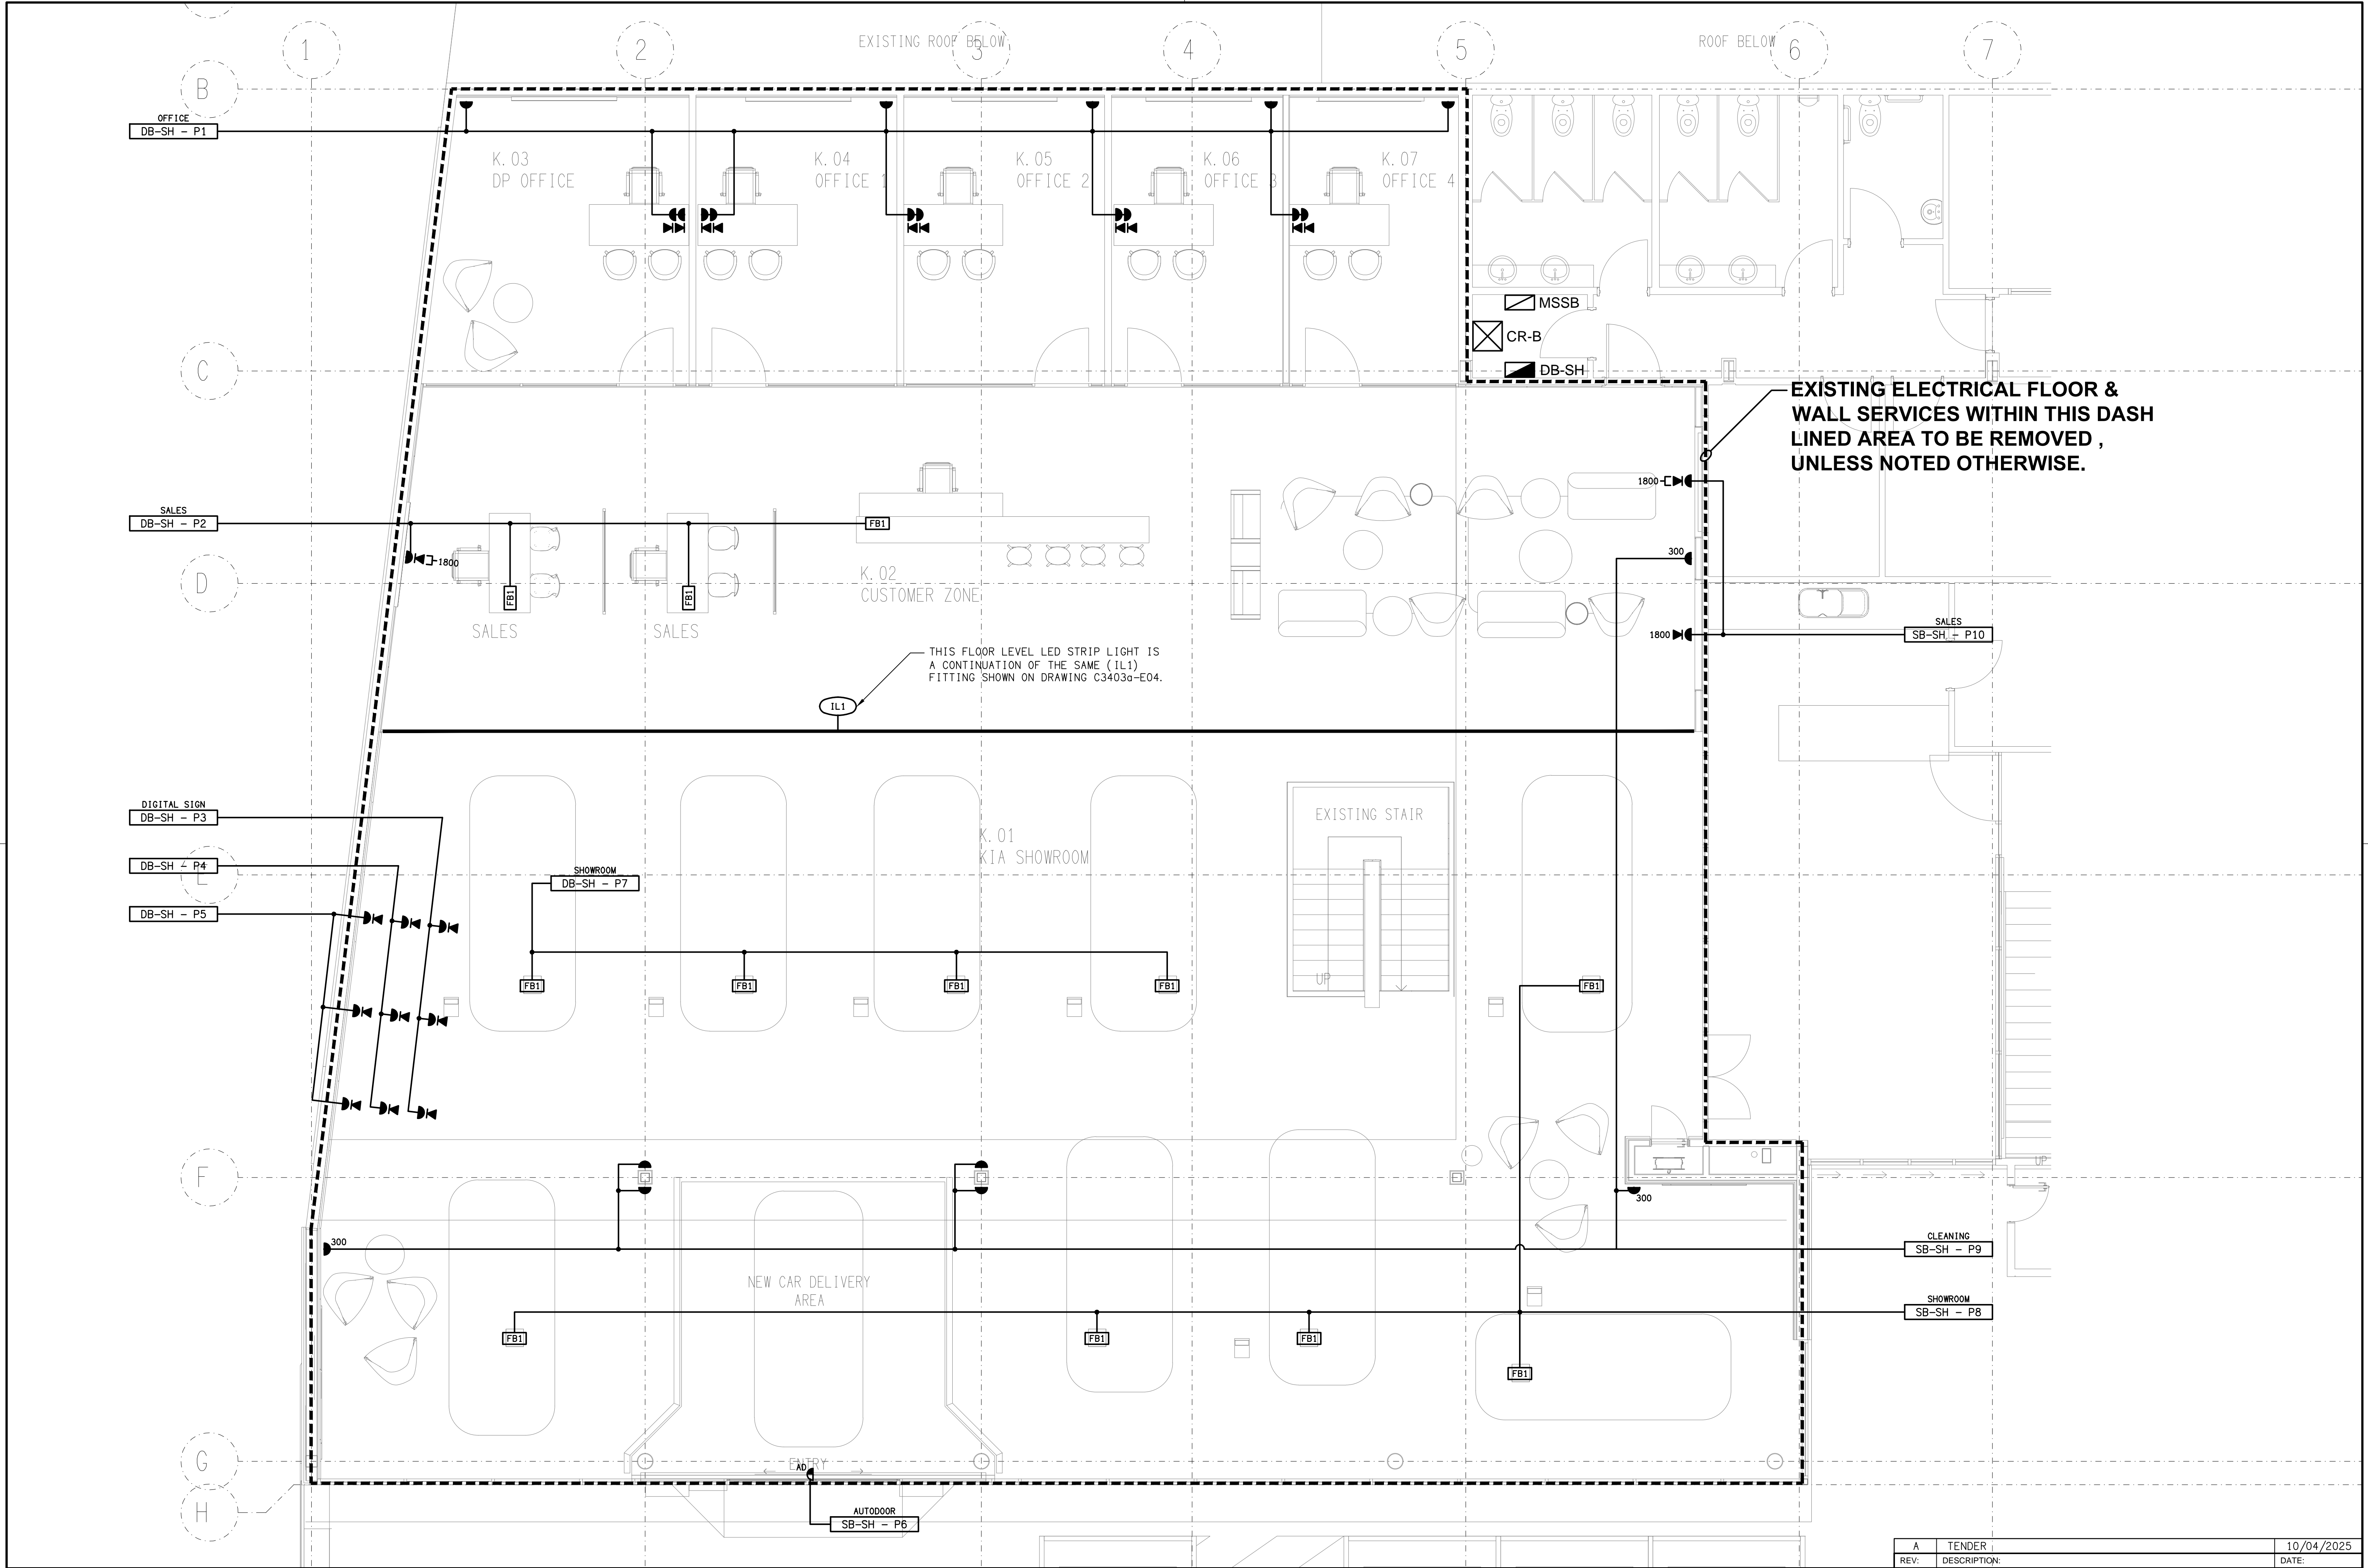 1
2
3
4
5
6
7
EXISTING ROOF BELOW
ROOF BELOW
B
OFFICE
DB-SH - P1
K.03
DP OFFICE
K.04
OFFICE 1
K.05
OFFICE 2
K.06
OFFICE 3
K.07
OFFICE 4
MSSB
CR-B
DB-SH
C
EXISTING ELECTRICAL FLOOR &
WALL SERVICES WITHIN THIS DASH
LINED AREA TO BE REMOVED ,
UNLESS NOTED OTHERWISE.
1800
SALES
DB-SH - P2
FB1
1800
300
D
FB1
FB1
K.02
CUSTOMER ZONE
SALES
SALES
1800
SALES
SB-SH - P10
THIS FLOOR LEVEL LED STRIP LIGHT IS
A CONTINUATION OF THE SAME (IL1)
FITTING SHOWN ON DRAWING C3403a-E04.
IL1
DIGITAL SIGN
DB-SH - P3
EXISTING STAIR
K.01
KIA SHOWROOM
DB-SH - P4
E
SHOWROOM
DB-SH - P7
DB-SH - P5
UP
FB1
FB1
FB1
FB1
FB1
F
UP
300
300
CLEANING
SB-SH - P9
NEW CAR DELIVERY
AREA
SHOWROOM
SB-SH - P8
FB1
FB1
FB1
FB1
G
ENTRY
AD
H
AUTODOOR
SB-SH - P6
A TENDER 10/04/2025
REV: DESCRIPTION: DATE: